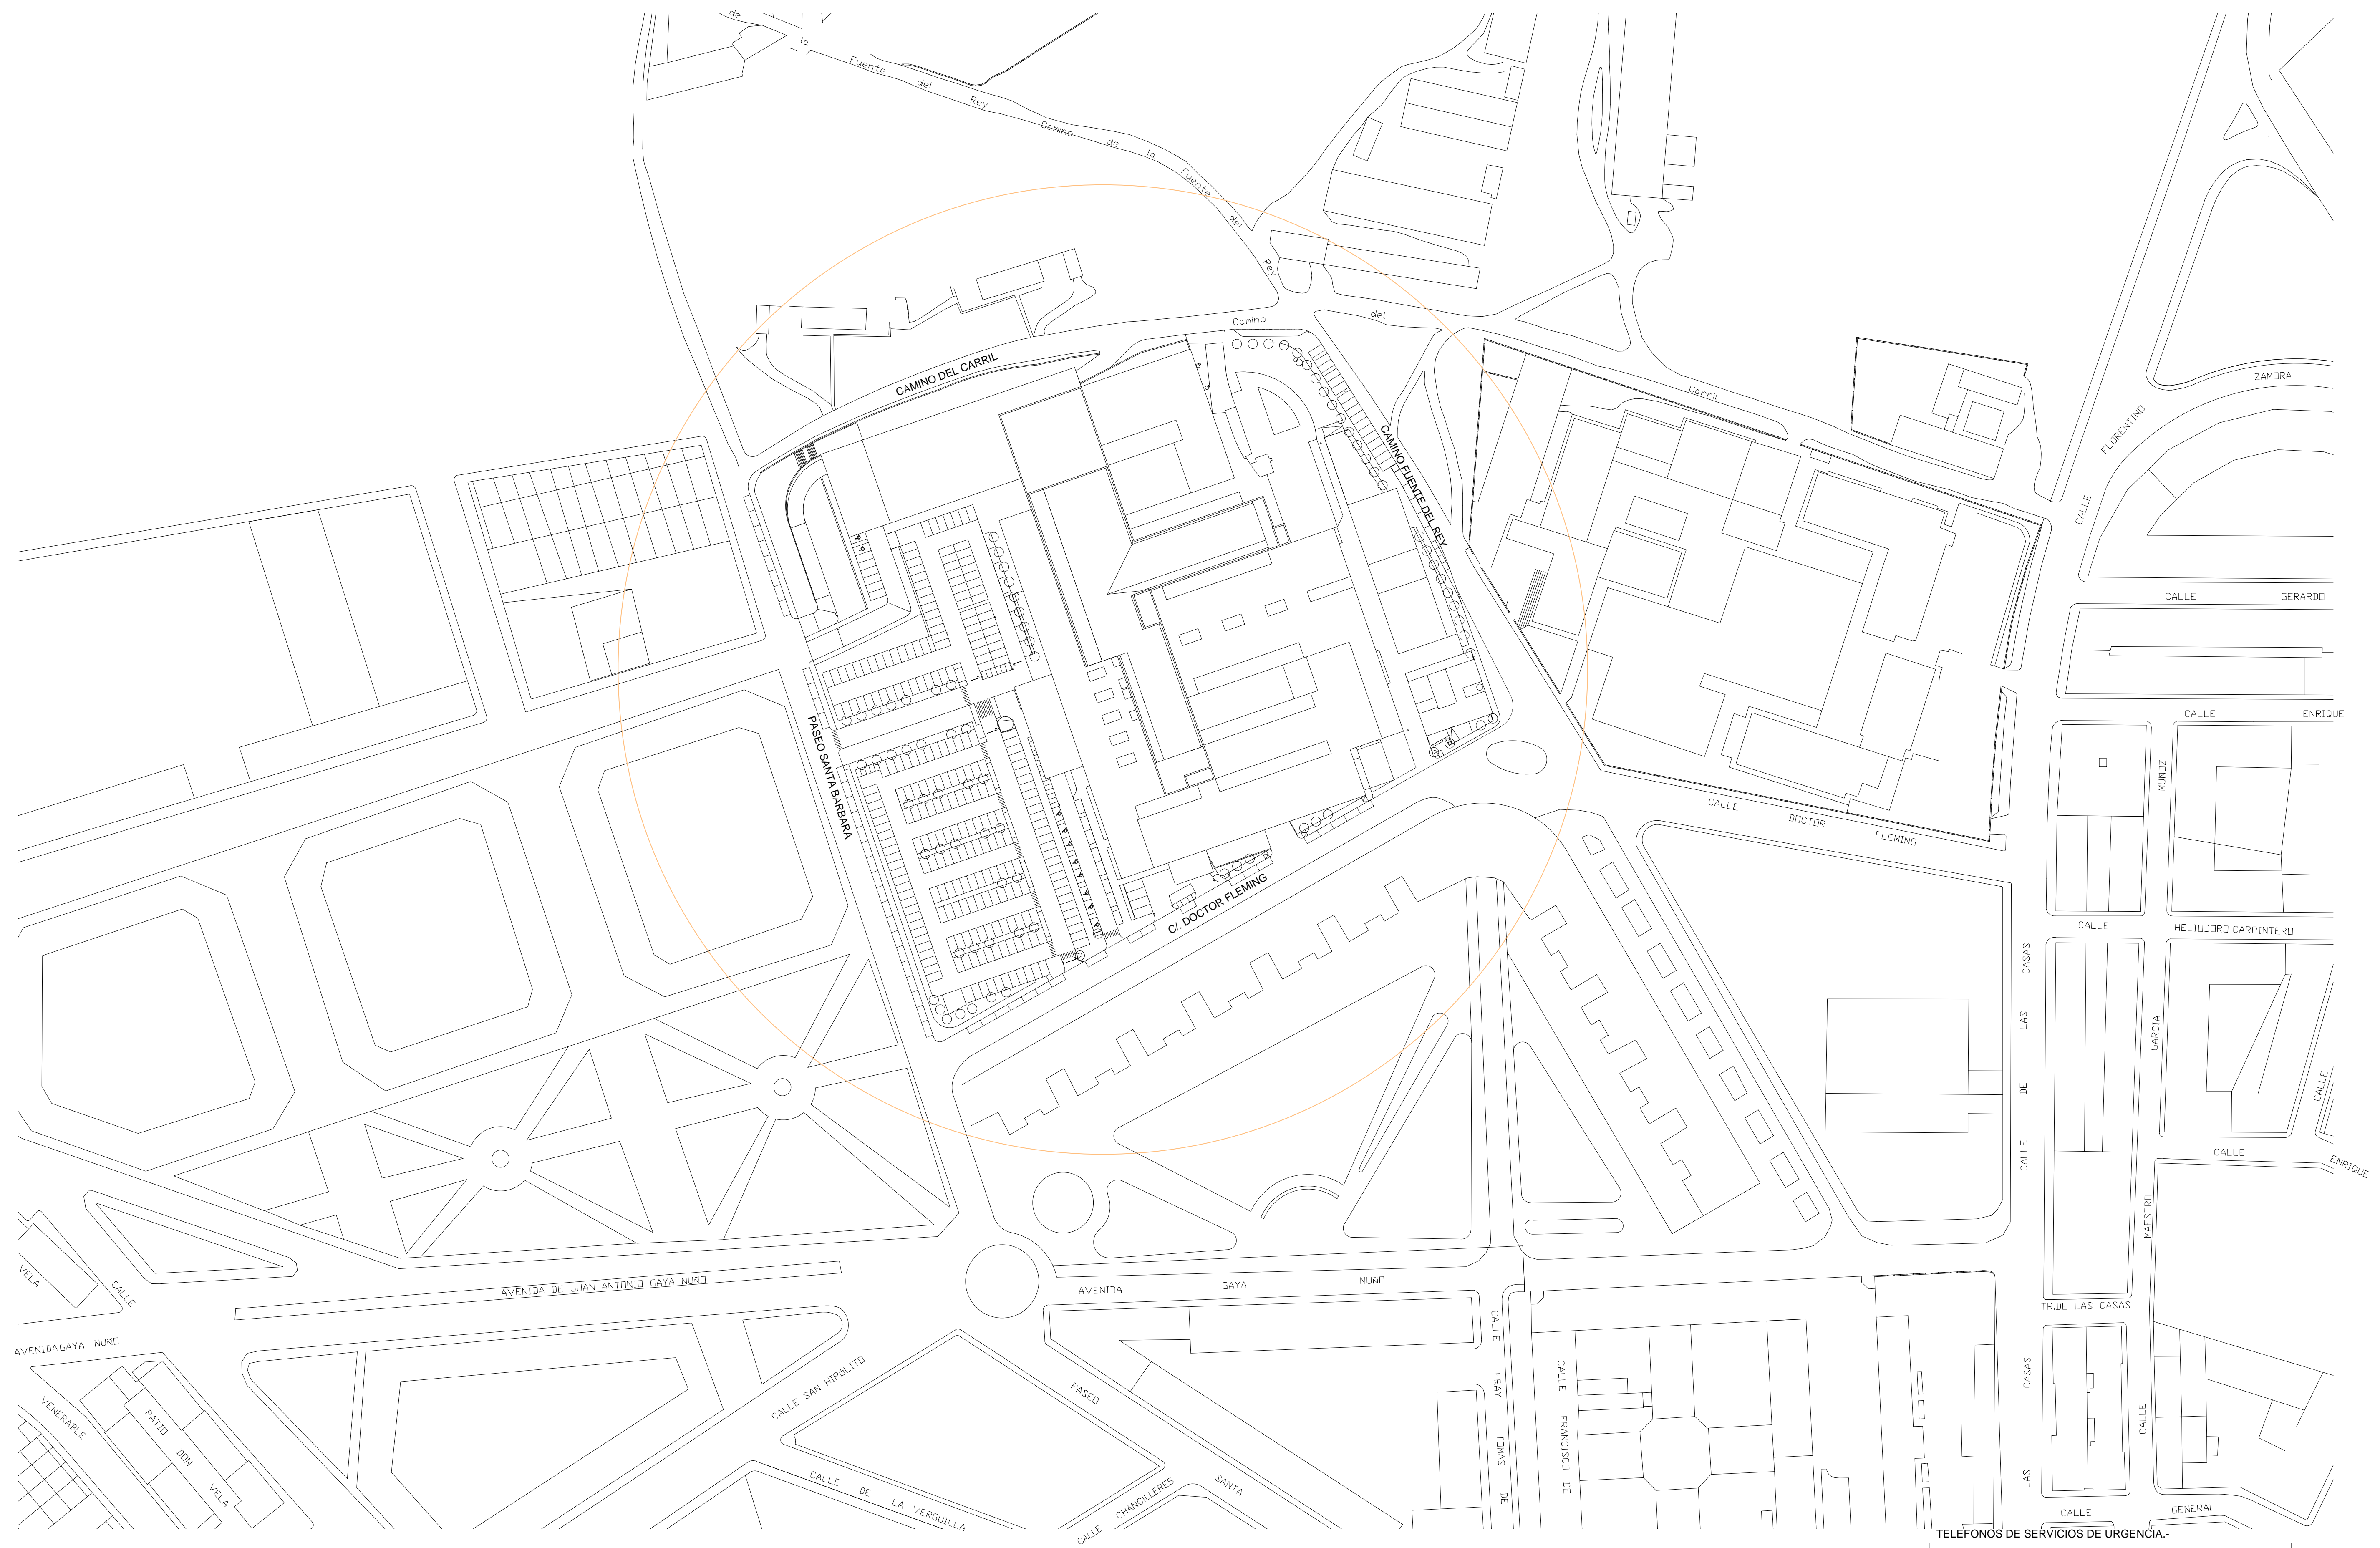 de
la
Fuente
del
Rey
Camino
de
la
Fuente
del
Rey
Camino
del
Carril
CAMINO DEL CARRIL
CAMINO FUENTE DEL REY
PASEO SANTA BARBARA
C/. DOCTOR FLEMING
CALLE
DOCTOR
FLEMING
ZAMORA
FLORENTINO
CALLE
CALLE GERARDO
CALLE ENRIQUE
MUÑOZ
GARCIA
MAESTRO
CALLE
CALLE HELIODORO CARPINTERO
CASAS
LAS
DE
CALLE
CALLE
CALLE
ENRIQUE
TR.DE LAS CASAS
CASAS
LAS
CALLE GENERAL
AVENIDA DE JUAN ANTONIO GAYA NUÑO
AVENIDA GAYA NUÑO
CALLE
FRAY
TOMAS
DE
CALLE
FRANCISCO DE
PASEO
SANTA
CALLE SAN HIPóLITO
CALLE DE LA VERGUILLA
CALLE CHANCILLERES
VELA
CALLE
AVENIDA GAYA NUÑO
VENERABLE
PATIO
DON
VELA
TELEFONOS DE SERVICIOS DE URGENCIA.-